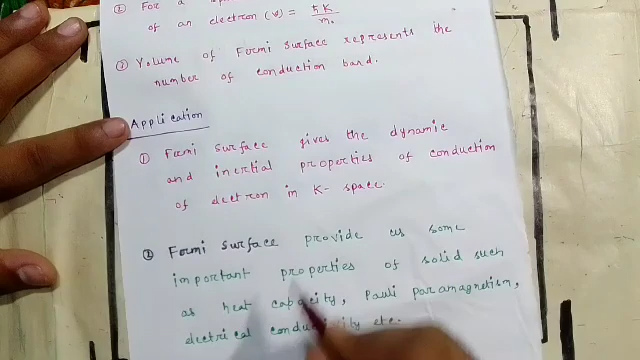 ② For a
of an electron (v) = ℏK / m
③ Volume of Fermi surface represents the
number of conduction band.
Application
① Fermi surface gives the dynamic
and inertial properties of conduction
of electron in K- space.
② Fermi surface provide us some
important properties of solid such
as heat capacity, Pauli paramagnetism,
electrical conductivity etc.